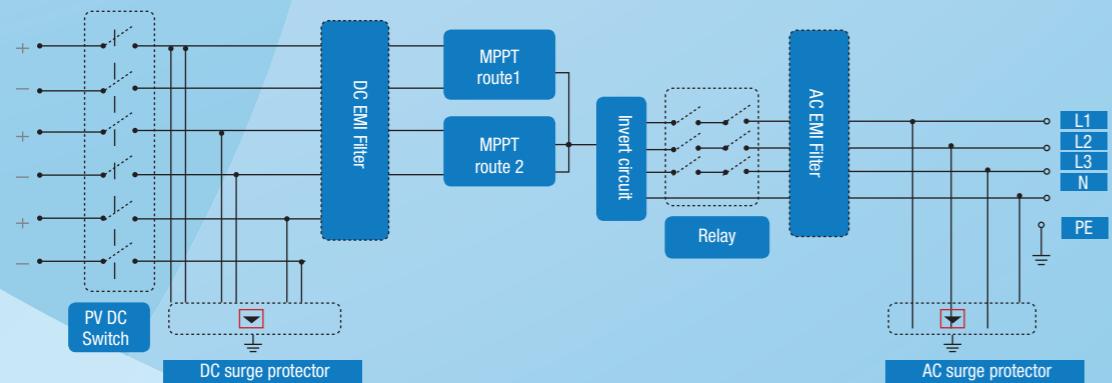 +
−
+
−
+
−
PV DC
Switch
DC surge protector
DC EMI Filter
MPPT
route1
MPPT
route 2
Invert circuit
Relay
AC EMI Filter
L1
L2
L3
N
PE
AC surge protector